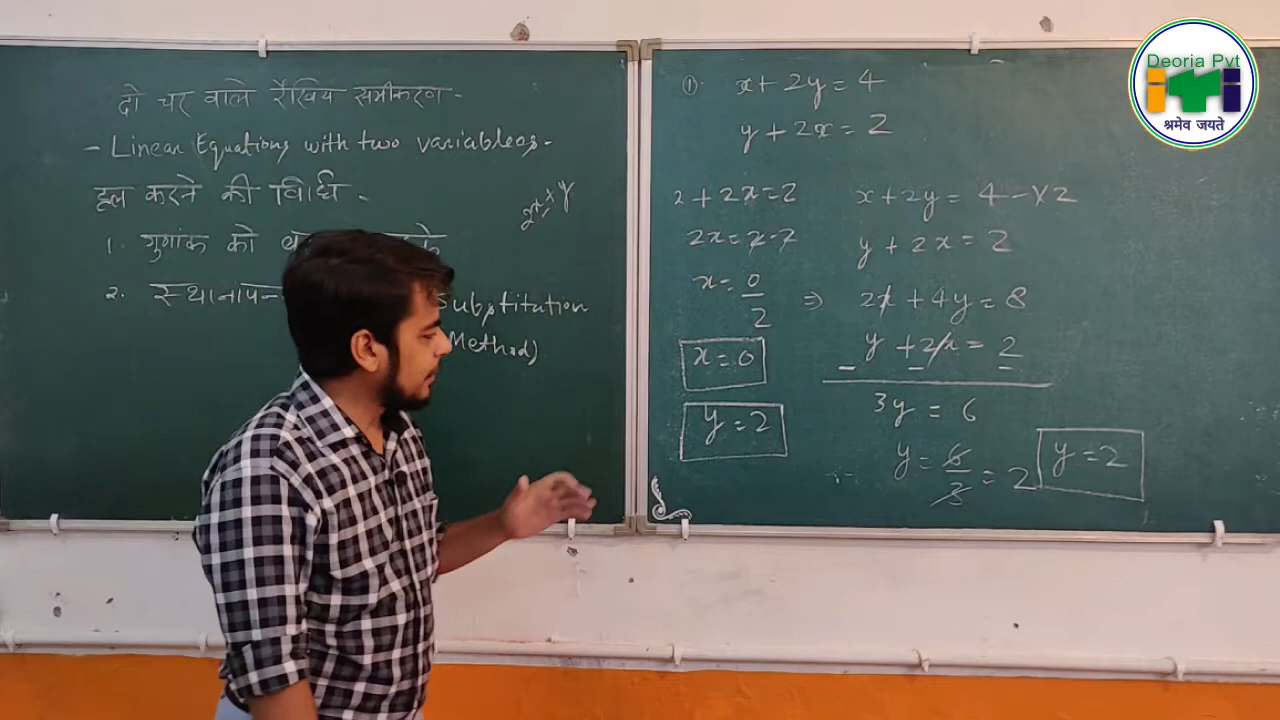 दो चर वाले रैखिय समीकरण -
- Linear Equations with two variables -
हल करने की विधि -
1. गुणांक को
2. स्थानापन
Substitution
Method)
①. x + 2y = 4
y + 2x = 2
2 + 2x = 2
2x = 2 - 2
x = 0/2
x = 0
y = 2
x + 2y = 4 - X2
y + 2x = 2
⇒ 2x + 4y = 8
y + 2x = 2
- - -
3y = 6
y = 6/3 = 2
y = 2
Deoria Pvt
iTi
श्रमेव जयते